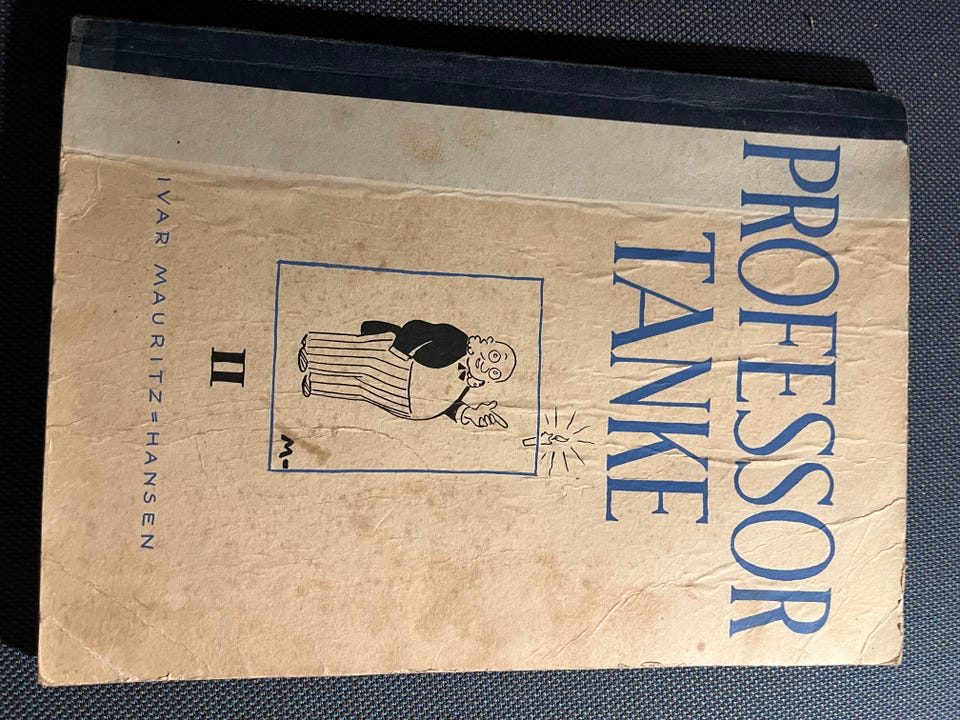 PROFESSOR
TANKE
M-
II
IVAR MAURITZ=HANSEN